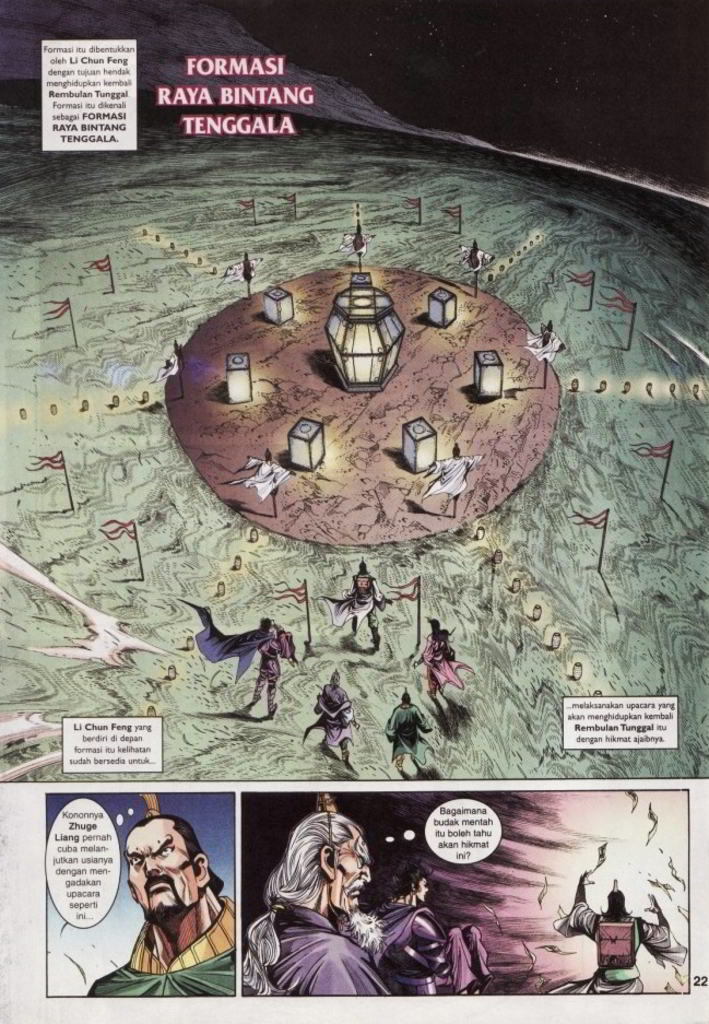 Formasi itu dibentukkan
oleh Li Chun Feng
dengan tujuan hendak
menghidupkan kembali
Rembulan Tunggal.
Formasi itu dikenali
sebagai FORMASI
RAYA BINTANG
TENGGALA.
FORMASI
RAYA BINTANG
TENGGALA
Li Chun Feng yang
berdiri di depan
formasi itu kelihatan
sudah bersedia untuk...
...melaksanakan upacara yang
akan menghidupkan kembali
Rembulan Tunggal itu
dengan hikmat ajaibnya.
Kononnya
Zhuge
Liang pernah
cuba melan-
jutkan usianya
dengan men-
gadakan
upacara
seperti
ini...
Bagaimana
budak mentah
itu boleh tahu
akan hikmat
ini?
22